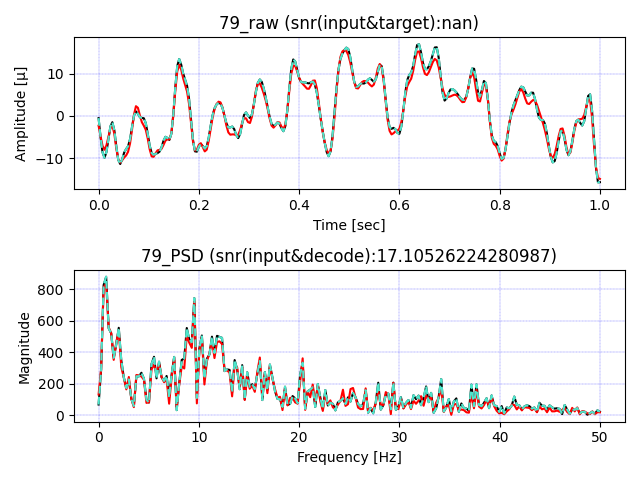 79_raw (snr(input&target):nan)
Amplitude [µ]
10
0
−10
0.0 0.2 0.4 0.6 0.8 1.0
Time [sec]
79_PSD (snr(input&decode):17.10526224280987)
Magnitude
800
600
400
200
0
0 10 20 30 40 50
Frequency [Hz]